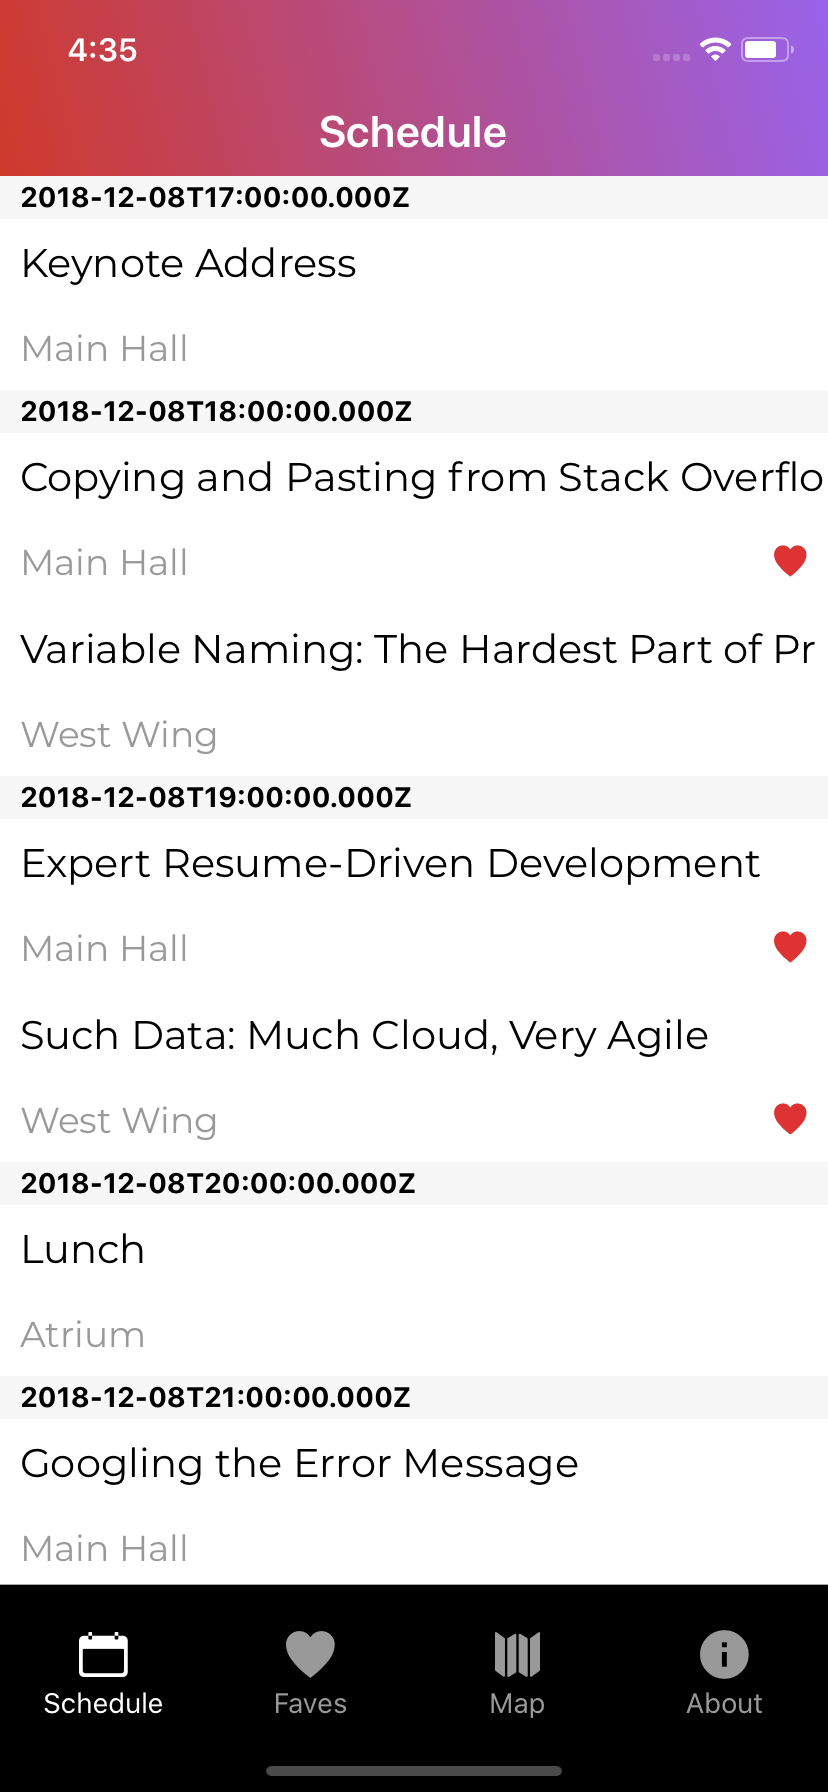 4:35
Schedule
2018-12-08T17:00:00.000Z
Keynote Address
Main Hall
2018-12-08T18:00:00.000Z
Copying and Pasting from Stack Overflo
Main Hall
Variable Naming: The Hardest Part of Pr
West Wing
2018-12-08T19:00:00.000Z
Expert Resume-Driven Development
Main Hall
Such Data: Much Cloud, Very Agile
West Wing
2018-12-08T20:00:00.000Z
Lunch
Atrium
2018-12-08T21:00:00.000Z
Googling the Error Message
Main Hall
Schedule Faves Map About